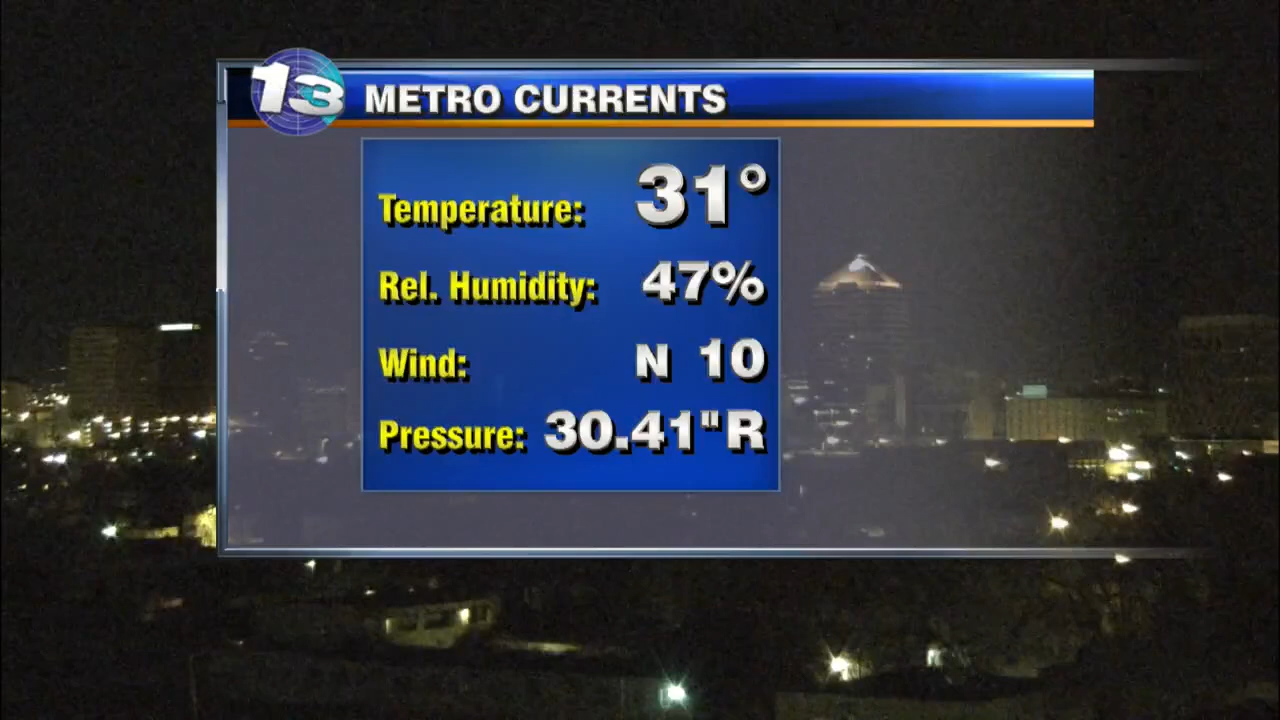 13 METRO CURRENTS
Temperature: 31°
Rel. Humidity: 47%
Wind: N 10
Pressure: 30.41"R